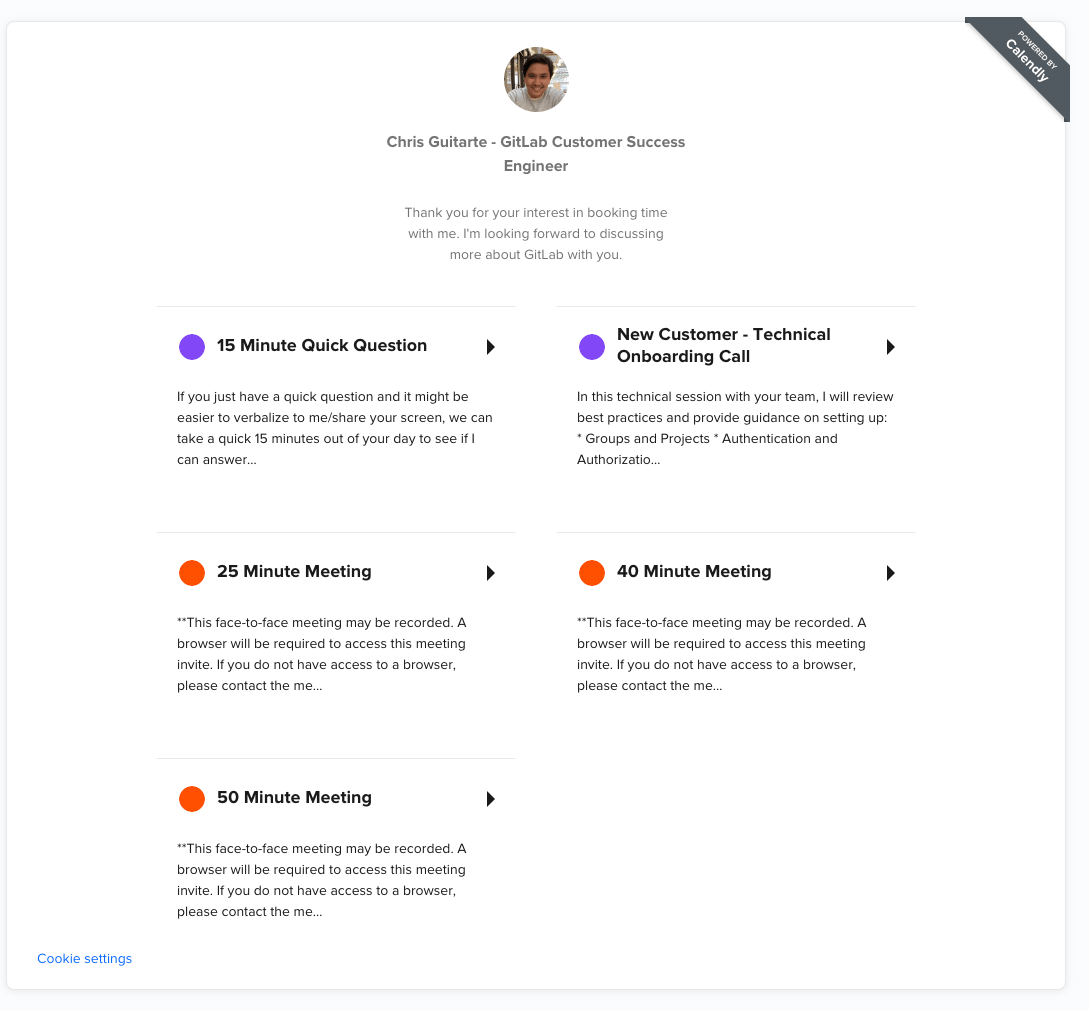 POWERED BY
Calendly
Chris Guitarte - GitLab Customer Success
Engineer
Thank you for your interest in booking time
with me. I'm looking forward to discussing
more about GitLab with you.
15 Minute Quick Question
If you just have a quick question and it might be
easier to verbalize to me/share your screen, we can
take a quick 15 minutes out of your day to see if I
can answer...
New Customer - Technical
Onboarding Call
In this technical session with your team, I will review
best practices and provide guidance on setting up:
* Groups and Projects * Authentication and
Authorizatio...
25 Minute Meeting
**This face-to-face meeting may be recorded. A
browser will be required to access this meeting
invite. If you do not have access to a browser,
please contact the me...
40 Minute Meeting
**This face-to-face meeting may be recorded. A
browser will be required to access this meeting
invite. If you do not have access to a browser,
please contact the me...
50 Minute Meeting
**This face-to-face meeting may be recorded. A
browser will be required to access this meeting
invite. If you do not have access to a browser,
please contact the me...
Cookie settings